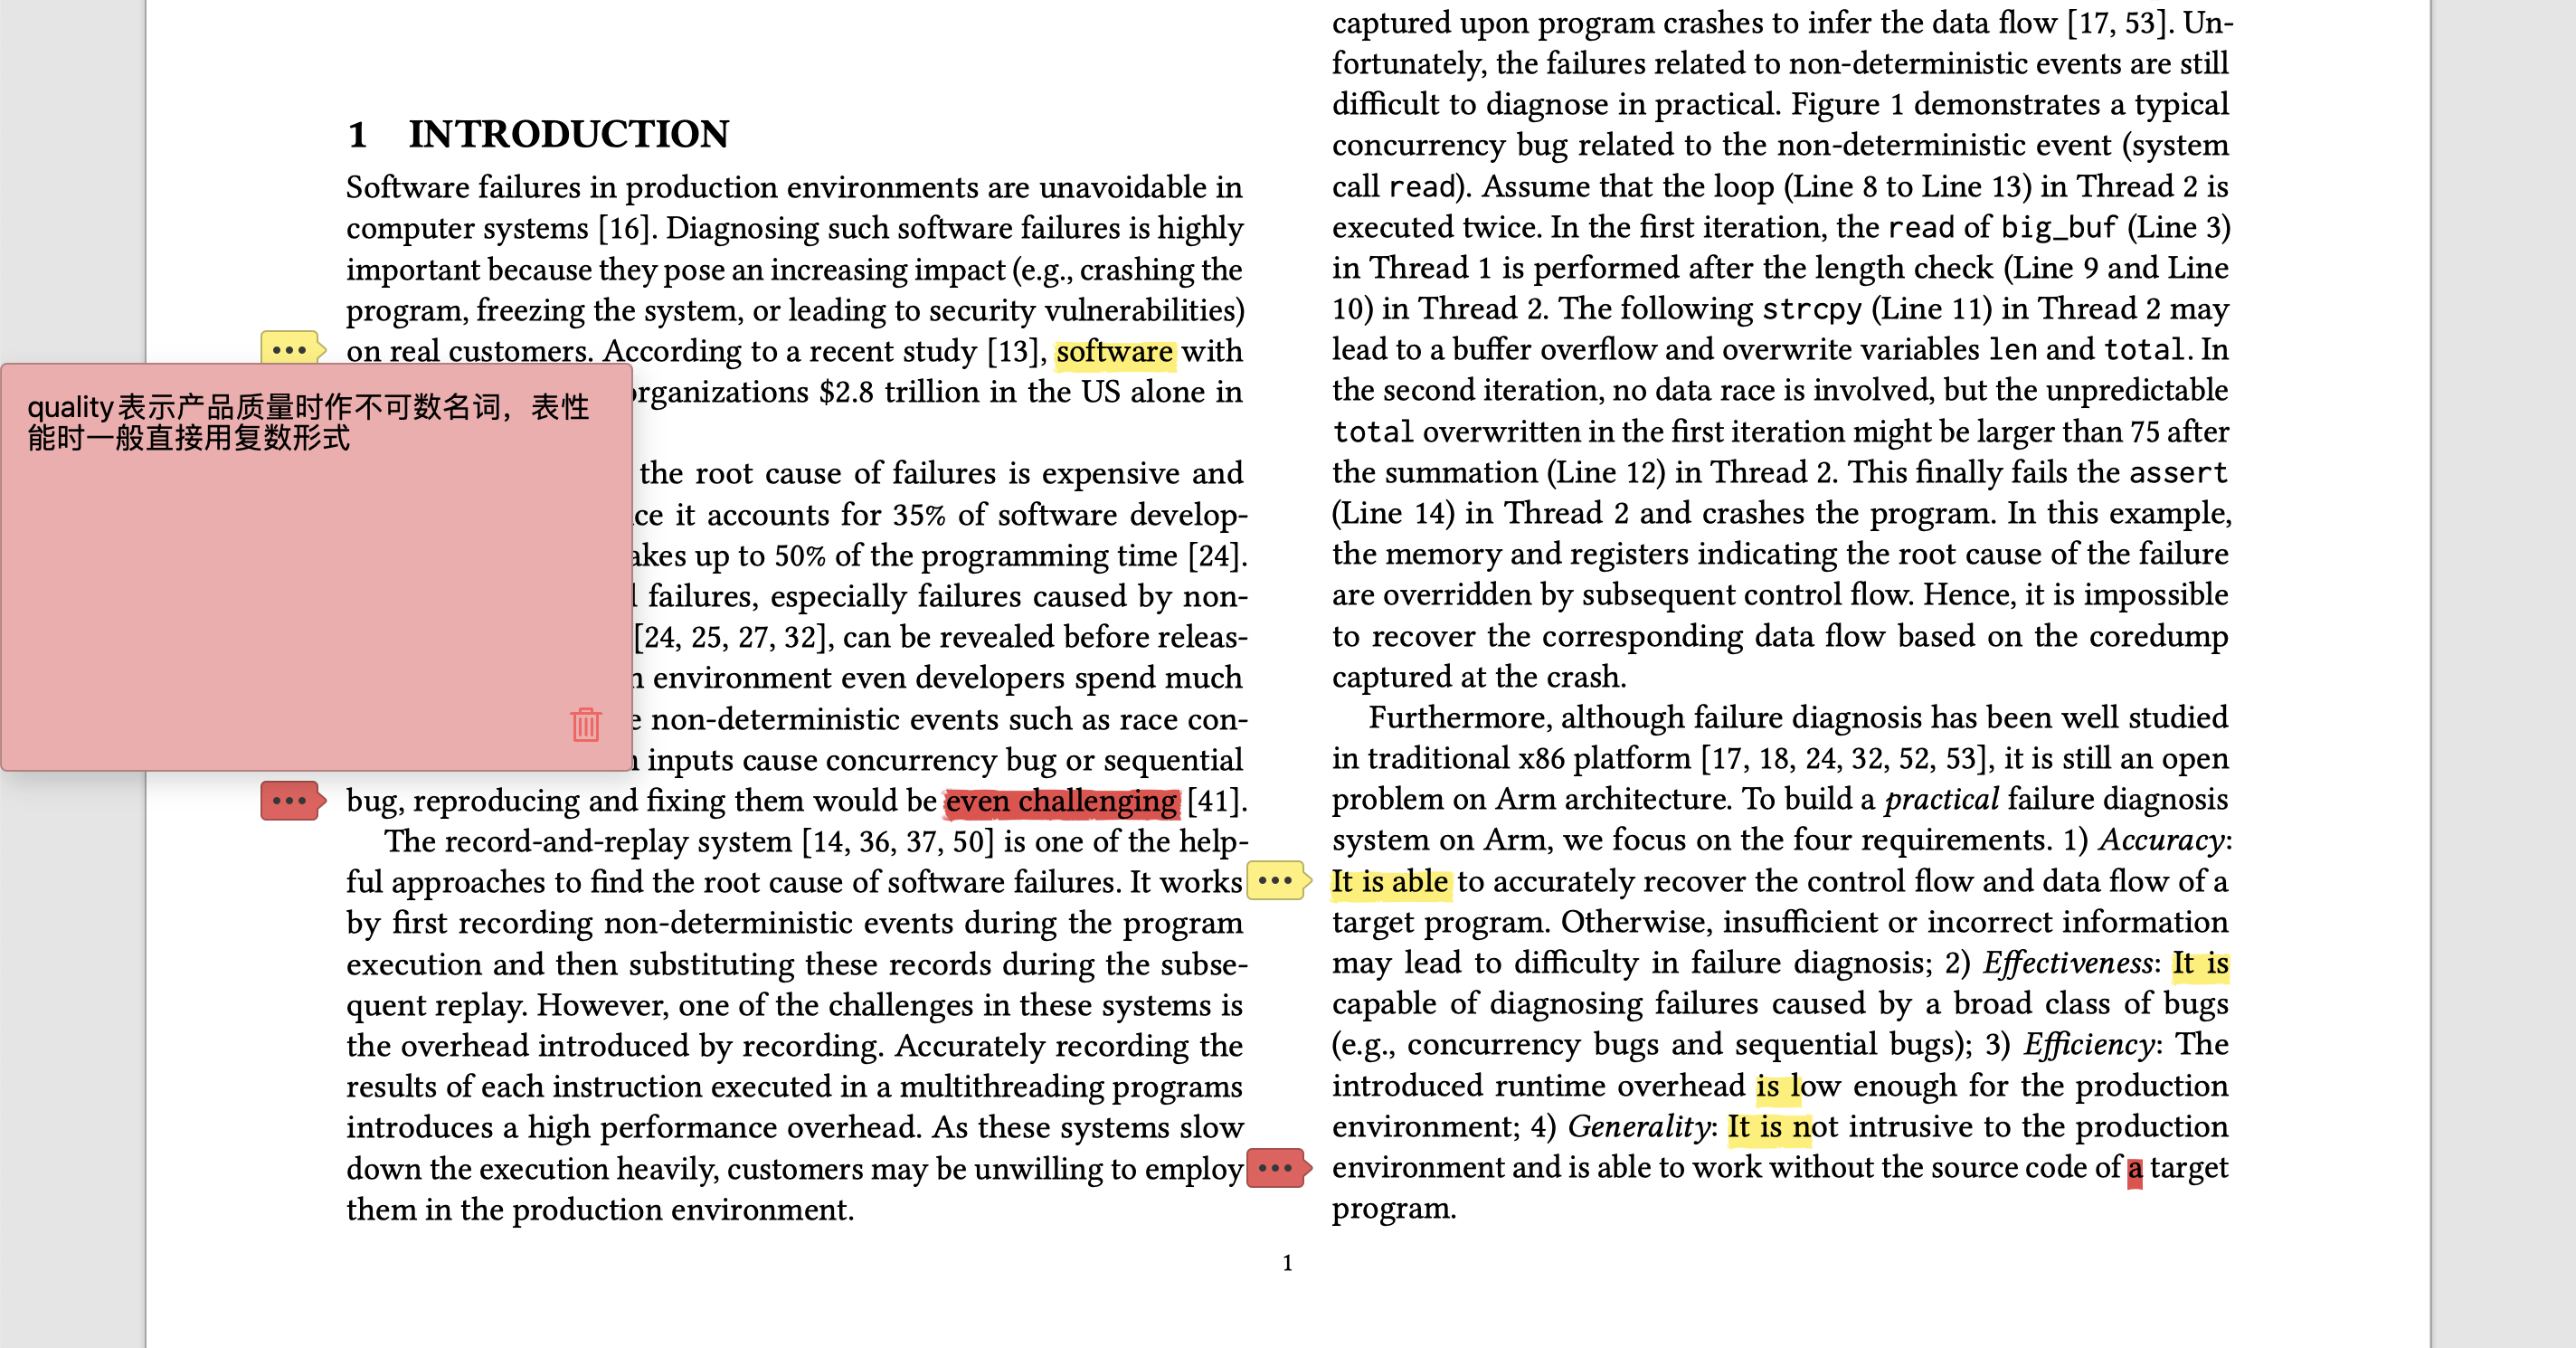 1 INTRODUCTION
Software failures in production environments are unavoidable in
computer systems [16]. Diagnosing such software failures is highly
important because they pose an increasing impact (e.g., crashing the
program, freezing the system, or leading to security vulnerabilities)
on real customers. According to a recent study [13], software with
organizations $2.8 trillion in the US alone in
the root cause of failures is expensive and
it accounts for 35% of software develop-
up to 50% of the programming time [24].
failures, especially failures caused by non-
[24, 25, 27, 32], can be revealed before releas-
environment even developers spend much
non-deterministic events such as race con-
inputs cause concurrency bug or sequential
bug, reproducing and fixing them would be even challenging [41].
The record-and-replay system [14, 36, 37, 50] is one of the help-
ful approaches to find the root cause of software failures. It works
by first recording non-deterministic events during the program
execution and then substituting these records during the subse-
quent replay. However, one of the challenges in these systems is
the overhead introduced by recording. Accurately recording the
results of each instruction executed in a multithreading programs
introduces a high performance overhead. As these systems slow
down the execution heavily, customers may be unwilling to employ
them in the production environment.
quality表示产品质量时作不可数名词，表性
能时一般直接用复数形式
captured upon program crashes to infer the data flow [17, 53]. Un-
fortunately, the failures related to non-deterministic events are still
difficult to diagnose in practical. Figure 1 demonstrates a typical
concurrency bug related to the non-deterministic event (system
call read). Assume that the loop (Line 8 to Line 13) in Thread 2 is
executed twice. In the first iteration, the read of big_buf (Line 3)
in Thread 1 is performed after the length check (Line 9 and Line
10) in Thread 2. The following strcpy (Line 11) in Thread 2 may
lead to a buffer overflow and overwrite variables len and total. In
the second iteration, no data race is involved, but the unpredictable
total overwritten in the first iteration might be larger than 75 after
the summation (Line 12) in Thread 2. This finally fails the assert
(Line 14) in Thread 2 and crashes the program. In this example,
the memory and registers indicating the root cause of the failure
are overridden by subsequent control flow. Hence, it is impossible
to recover the corresponding data flow based on the coredump
captured at the crash.
Furthermore, although failure diagnosis has been well studied
in traditional x86 platform [17, 18, 24, 32, 52, 53], it is still an open
problem on Arm architecture. To build a practical failure diagnosis
system on Arm, we focus on the four requirements. 1) Accuracy:
It is able to accurately recover the control flow and data flow of a
target program. Otherwise, insufficient or incorrect information
may lead to difficulty in failure diagnosis; 2) Effectiveness: It is
capable of diagnosing failures caused by a broad class of bugs
(e.g., concurrency bugs and sequential bugs); 3) Efficiency: The
introduced runtime overhead is low enough for the production
environment; 4) Generality: It is not intrusive to the production
environment and is able to work without the source code of a target
program.
1